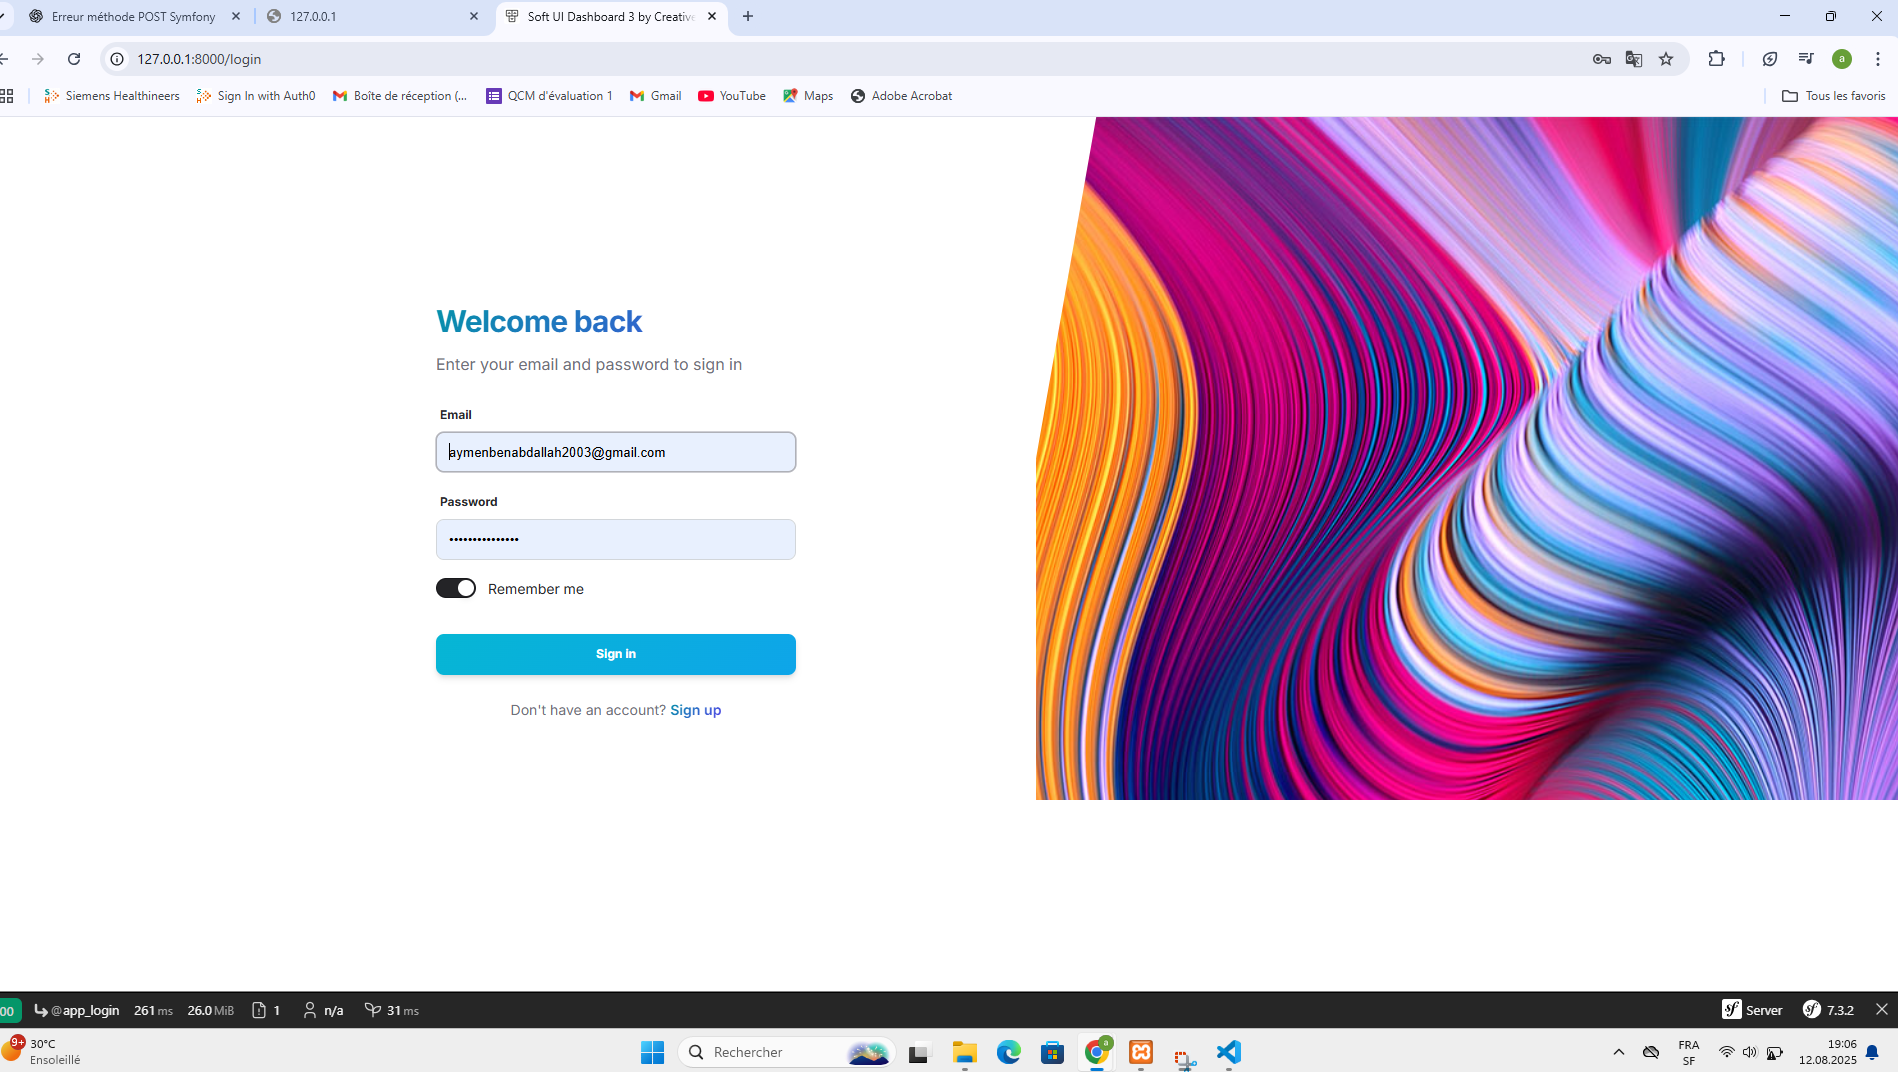 Erreur méthode POST Symfony
127.0.0.1
Soft UI Dashboard 3 by Creative
127.0.0.1:8000/login
a
Siemens Healthineers
Sign In with Auth0
Boîte de réception (...
QCM d'évaluation 1
Gmail
YouTube
Maps
Adobe Acrobat
Tous les favoris
Welcome back
Enter your email and password to sign in
Email
aymenbenabdallah2003@gmail.com
Password
Remember me
Sign in
Don't have an account? Sign up
00 @app_login 261 ms 26.0 MiB 1 n/a 31 ms
sf Server sf 7.3.2
9+
30°C
Ensoleillé
Rechercher
a
FRA
SF
19:06
12.08.2025